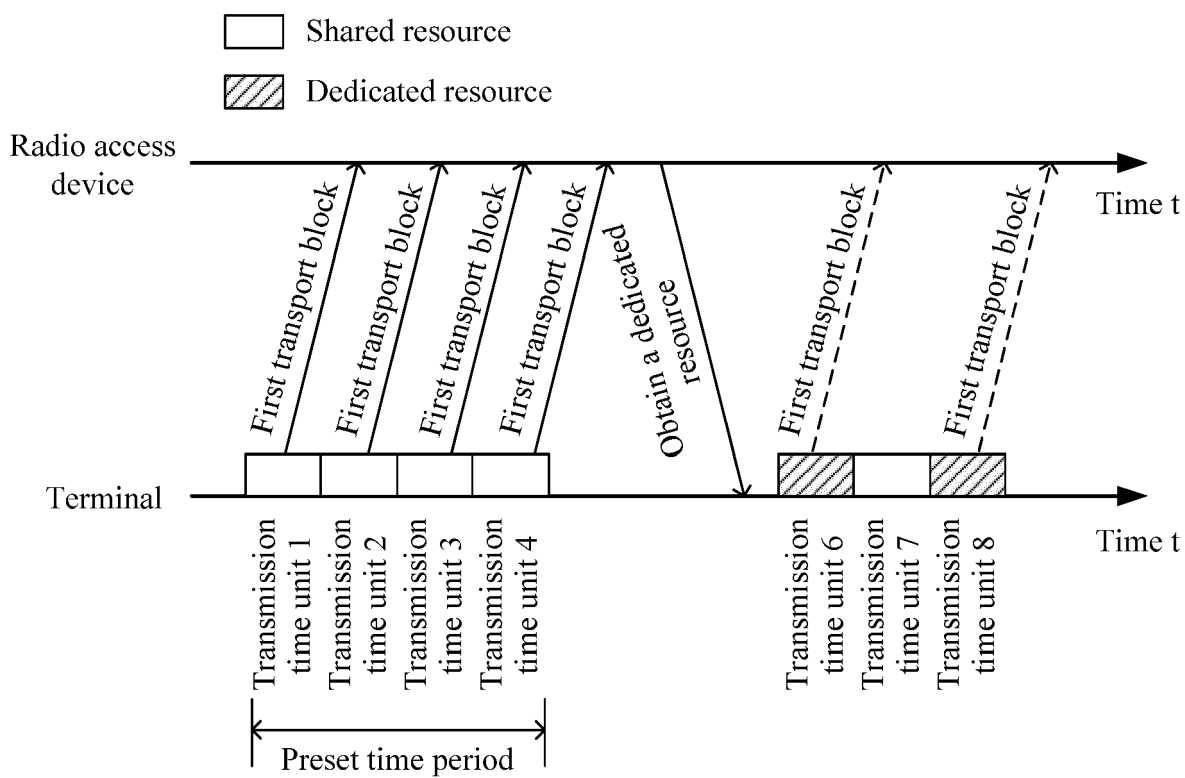 Shared resource
Dedicated resource
Radio access
device
Time t
First transport block
First transport block
First transport block
First transport block
Obtain a dedicated
resource
First transport block
First transport block
Terminal
Time t
Transmission
time unit 1
Transmission
time unit 2
Transmission
time unit 3
Transmission
time unit 4
Transmission
time unit 6
Transmission
time unit 7
Transmission
time unit 8
Preset time period